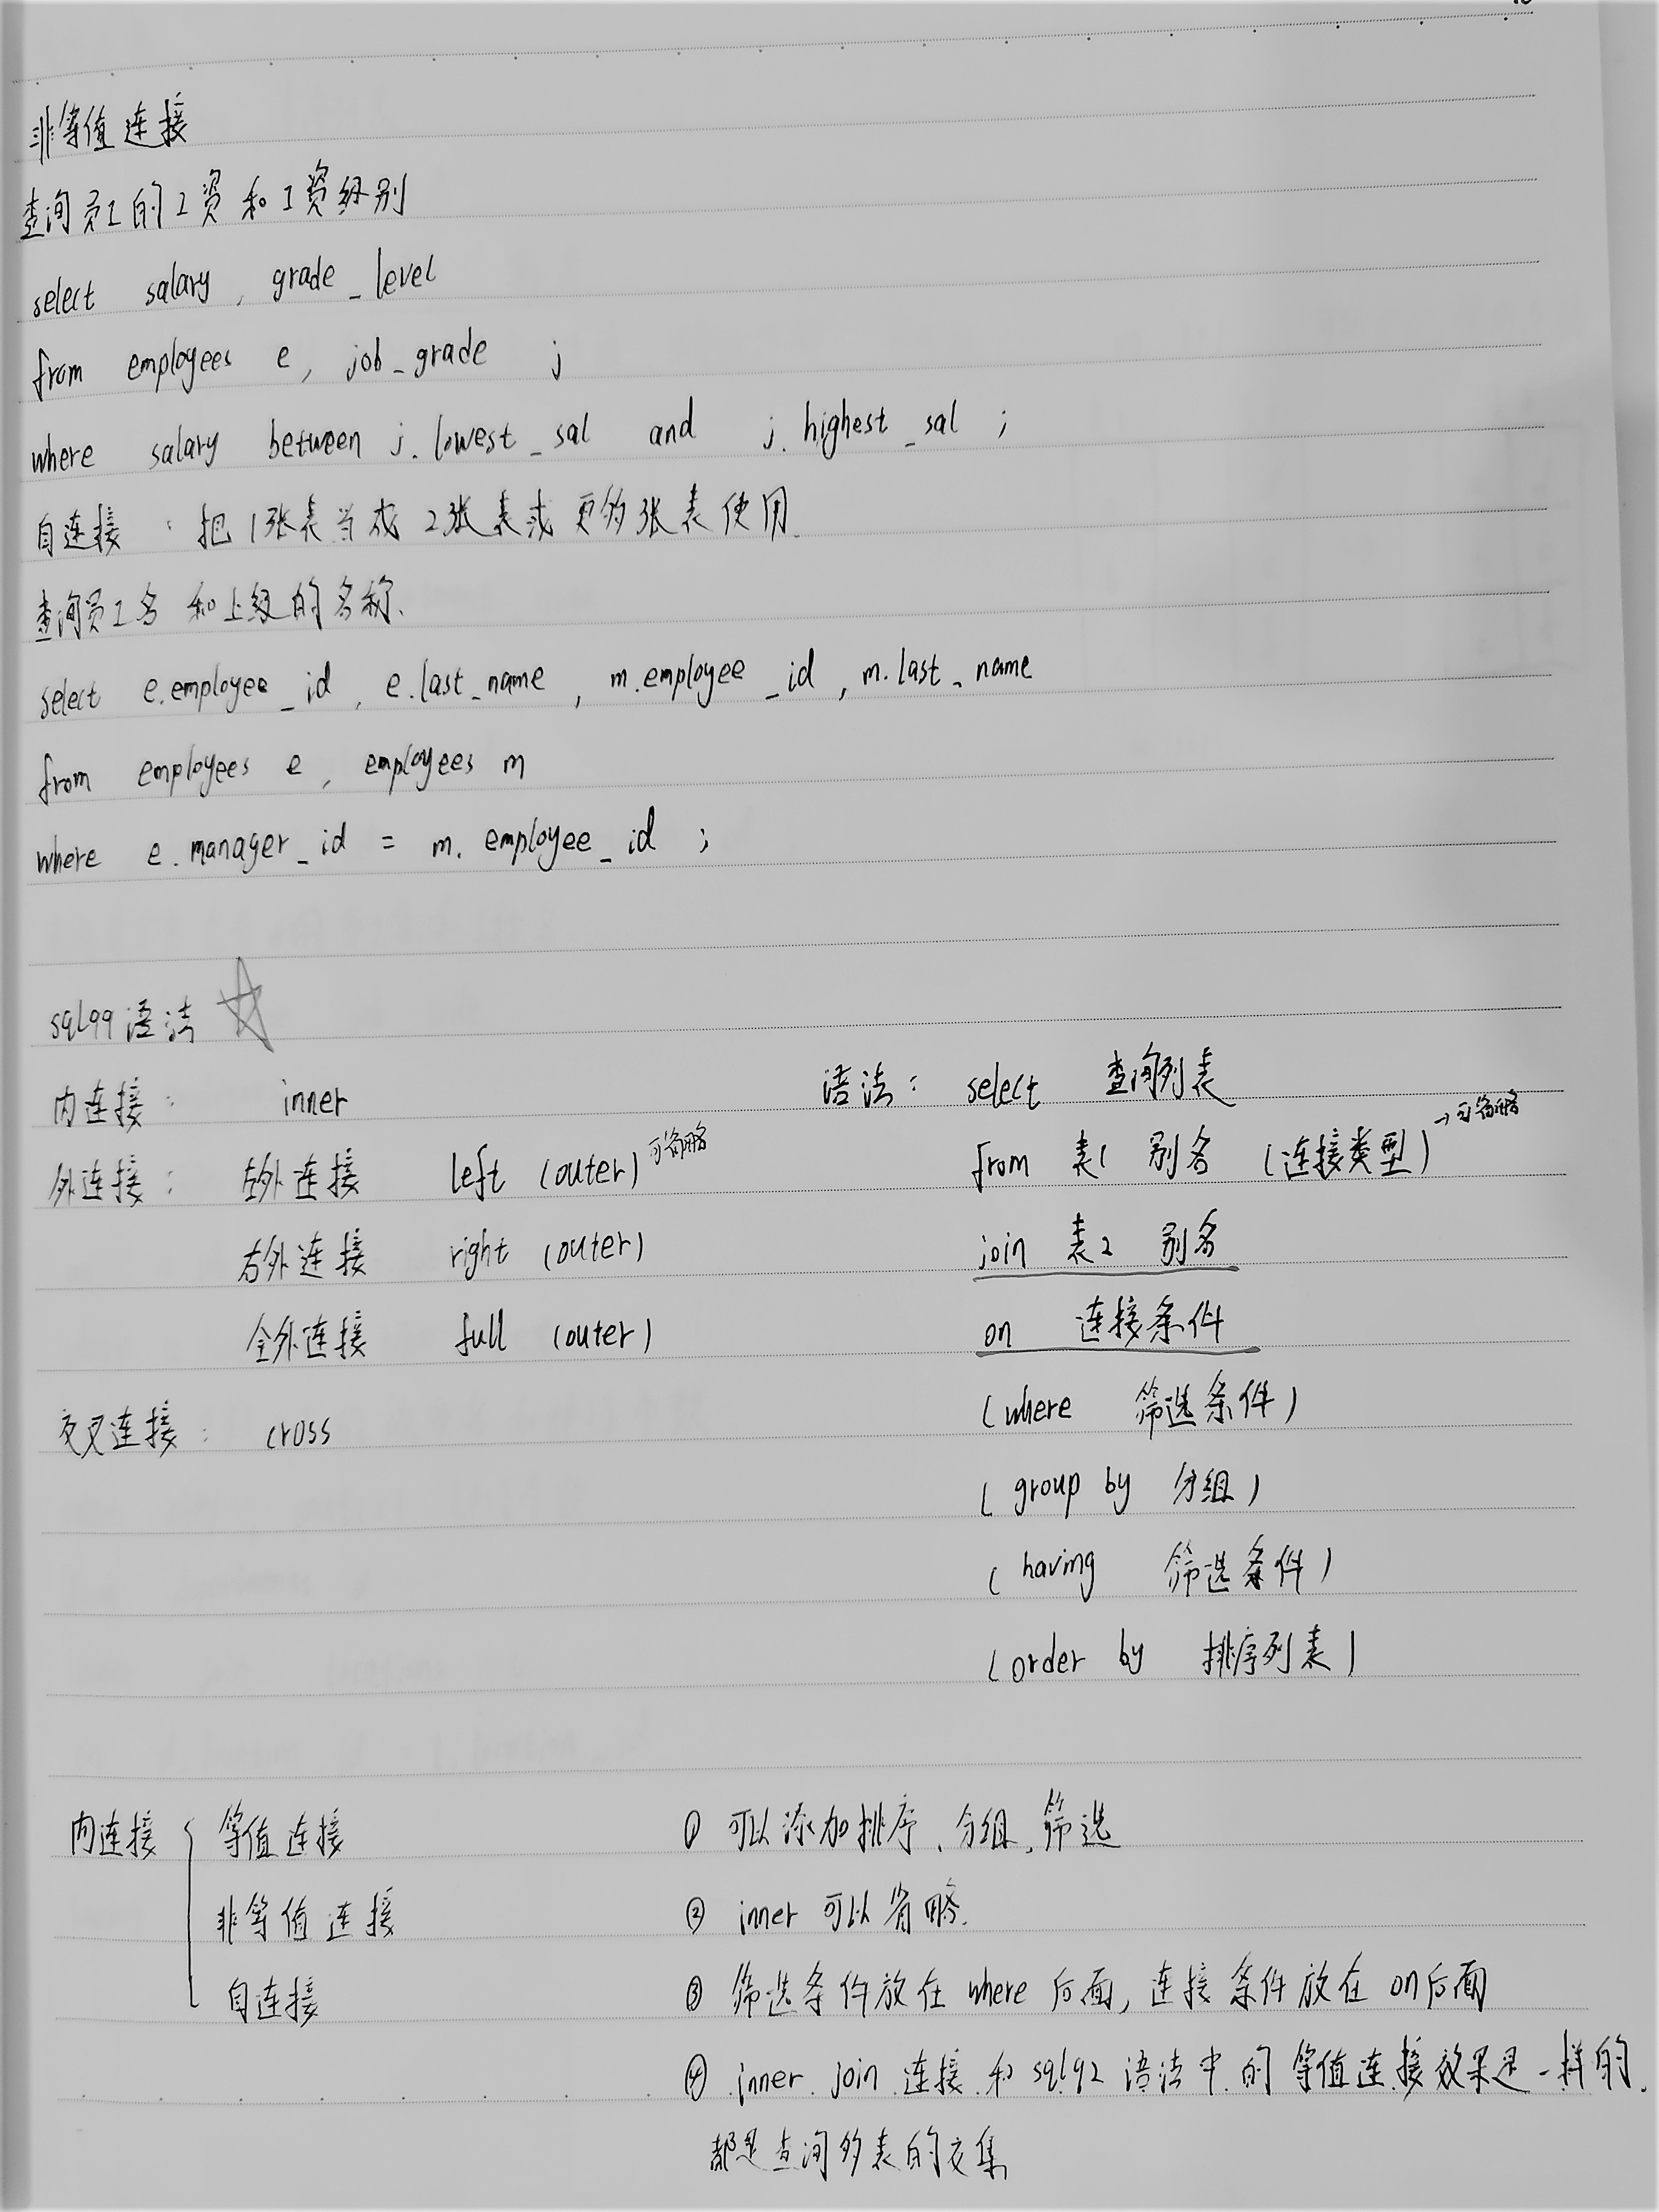 非等值连接
查询员工的工资和工资级别
select salary, grade_level
from employees e, job_grade j
where salary between j.lowest_sal and j.highest_sal ;
自连接 : 把1张表当成2张表或更多张表使用.
查询员工名 和上级的名称、
select e.employee_id, e.last_name, m.employee_id, m.last_name
from employees e, employees m
where e.manager_id = m.employee_id ;
sql99语法 ☆
内连接: inner
外连接: 左外连接 left (outer) 可省略
右外连接 right (outer)
全外连接 full (outer)
交叉连接: cross
语法: select 查询列表
from 表1 别名 (连接类型) →可省略
join 表2 别名
on 连接条件
(where 筛选条件)
(group by 分组)
(having 筛选条件)
(order by 排序列表)
内连接 { 等值连接
非等值连接
自连接
① 可以添加排序、分组、筛选
② inner 可以省略.
③ 筛选条件放在 where 后面, 连接条件放在 on后面
④ inner join 连接和 sql92 语法中的等值连接效果是一样的.
都是查询多表的交集